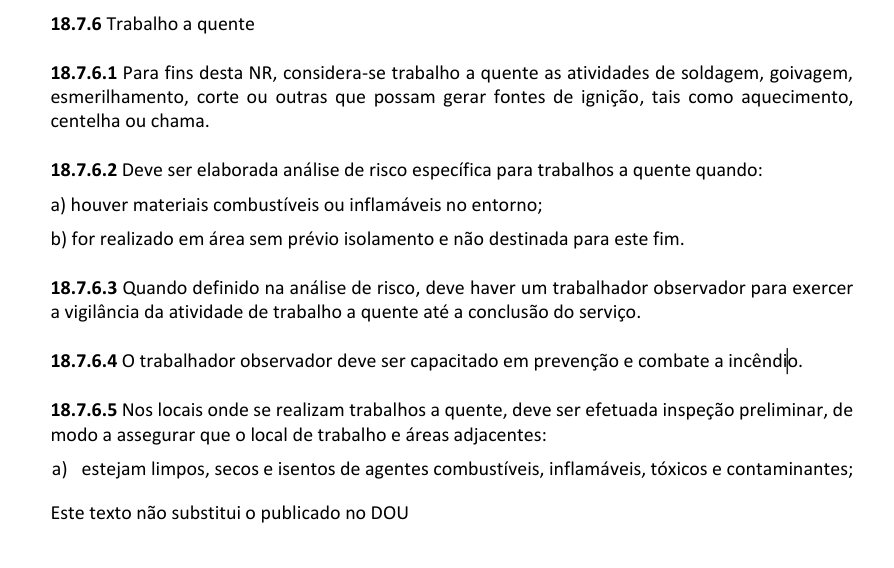 18.7.6 Trabalho a quente
18.7.6.1 Para fins desta NR, considera-se trabalho a quente as atividades de soldagem, goivagem,
esmerilhamento, corte ou outras que possam gerar fontes de ignição, tais como aquecimento,
centelha ou chama.
18.7.6.2 Deve ser elaborada análise de risco específica para trabalhos a quente quando:
a) houver materiais combustíveis ou inflamáveis no entorno;
b) for realizado em área sem prévio isolamento e não destinada para este fim.
18.7.6.3 Quando definido na análise de risco, deve haver um trabalhador observador para exercer
a vigilância da atividade de trabalho a quente até a conclusão do serviço.
18.7.6.4 O trabalhador observador deve ser capacitado em prevenção e combate a incêndio.
18.7.6.5 Nos locais onde se realizam trabalhos a quente, deve ser efetuada inspeção preliminar, de
modo a assegurar que o local de trabalho e áreas adjacentes:
a) estejam limpos, secos e isentos de agentes combustíveis, inflamáveis, tóxicos e contaminantes;
Este texto não substitui o publicado no DOU